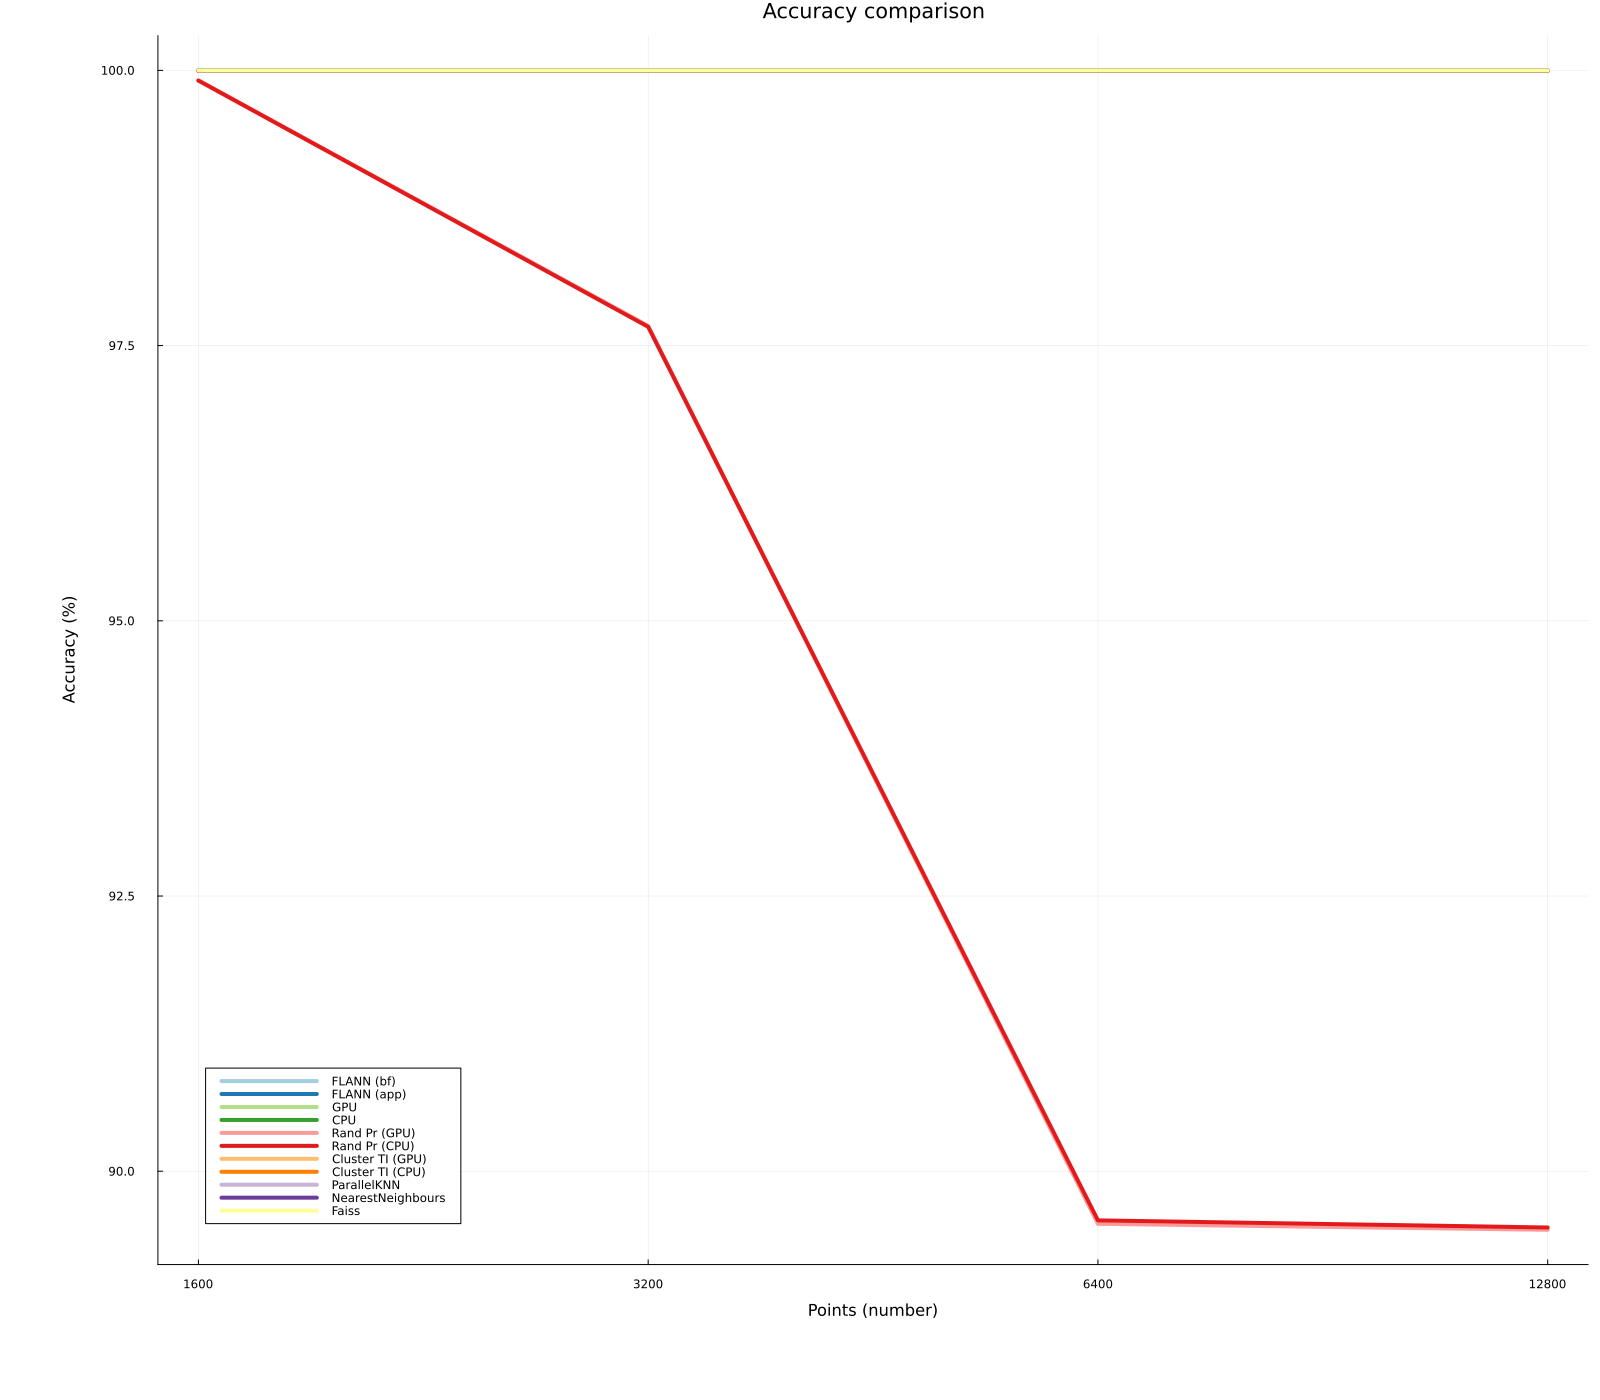 Accuracy comparison
100.0
97.5
95.0
92.5
90.0
Accuracy (%)
FLANN (bf)
FLANN (app)
GPU
CPU
Rand Pr (GPU)
Rand Pr (CPU)
Cluster TI (GPU)
Cluster TI (CPU)
ParallelKNN
NearestNeighbours
Faiss
1600 3200 6400 12800
Points (number)